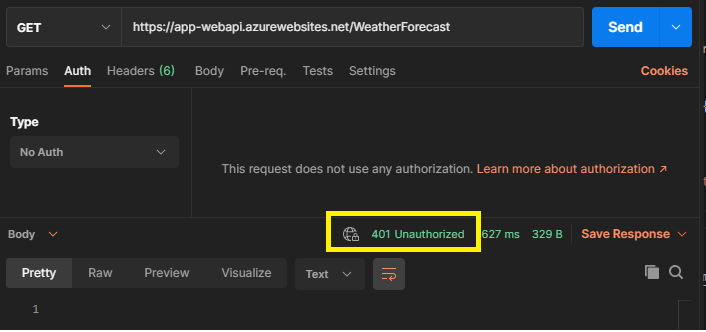 GET https://app-webapi.azurewebsites.net/WeatherForecast Send
Params Auth Headers (6) Body Pre-req. Tests Settings Cookies
Type
No Auth
This request does not use any authorization. Learn more about authorization ↗
Body 401 Unauthorized 627 ms 329 B Save Response
Pretty Raw Preview Visualize Text
1